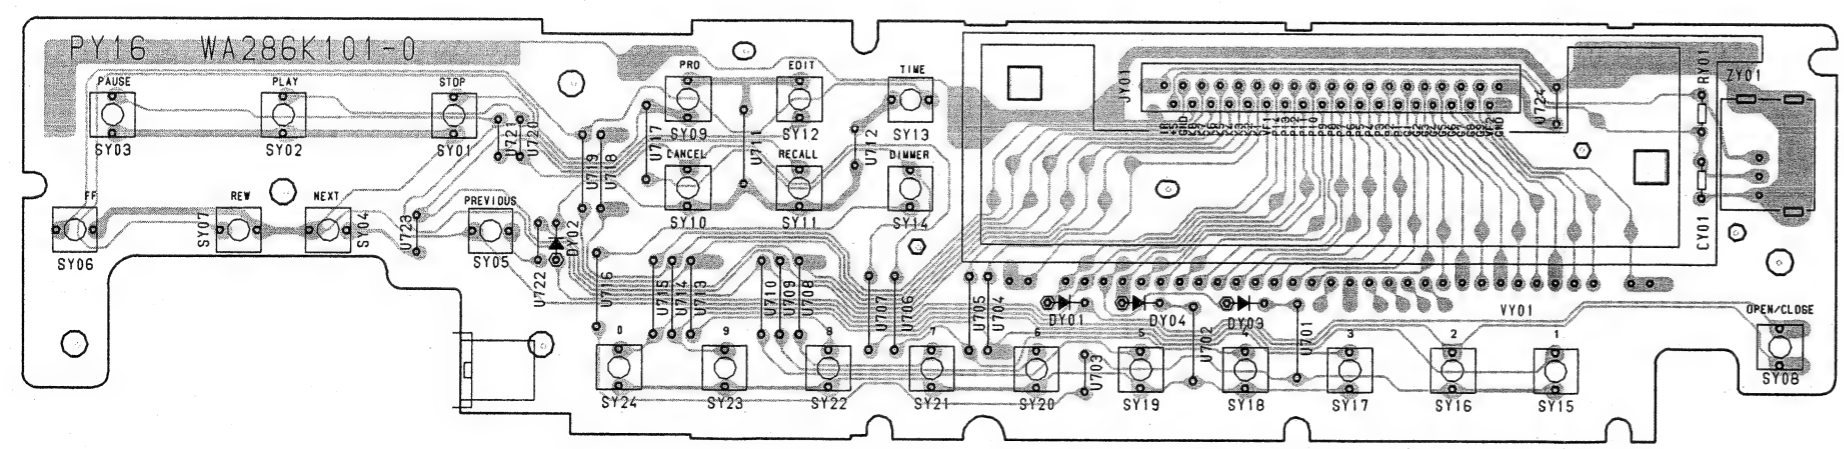 PY16 WA286K101-0
PAUSE
PLAY
STOP
PRO
EDIT
TIME
JY01
U724
RY01
ZY01
SY03
SY02
SY01
U721
U720
U719
U718
U717
SY09
U711
SY12
U712
SY13
CANCEL
RECALL
DIMMER
FF
REW
NEXT
PREVIOUS
SY06
SY07
SY04
U723
SY05
U722
DY02
SY10
SY11
SY14
CY01
U716
U715
U714
U713
U710
U709
U708
U707
U706
U705
U704
DY01
DY04
U702
DY03
U701
VY01
OPEN/CLOSE
SY08
0
9
8
7
6
5
4
3
2
1
U703
SY24
SY23
SY22
SY21
SY20
SY19
SY18
SY17
SY16
SY15